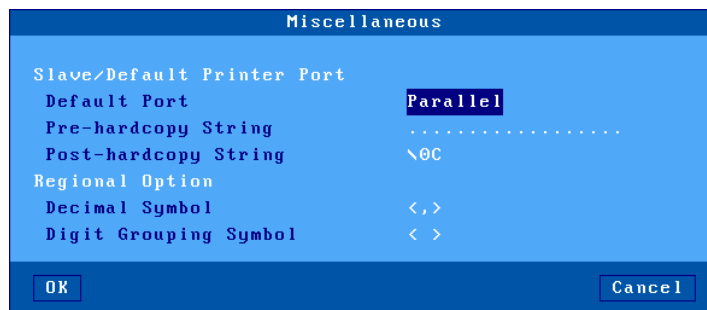 Miscellaneous
Slave/Default Printer Port
Default Port Parallel
Pre-hardcopy String ..................
Post-hardcopy String \0C
Regional Option
Decimal Symbol <,>
Digit Grouping Symbol < >
OK Cancel